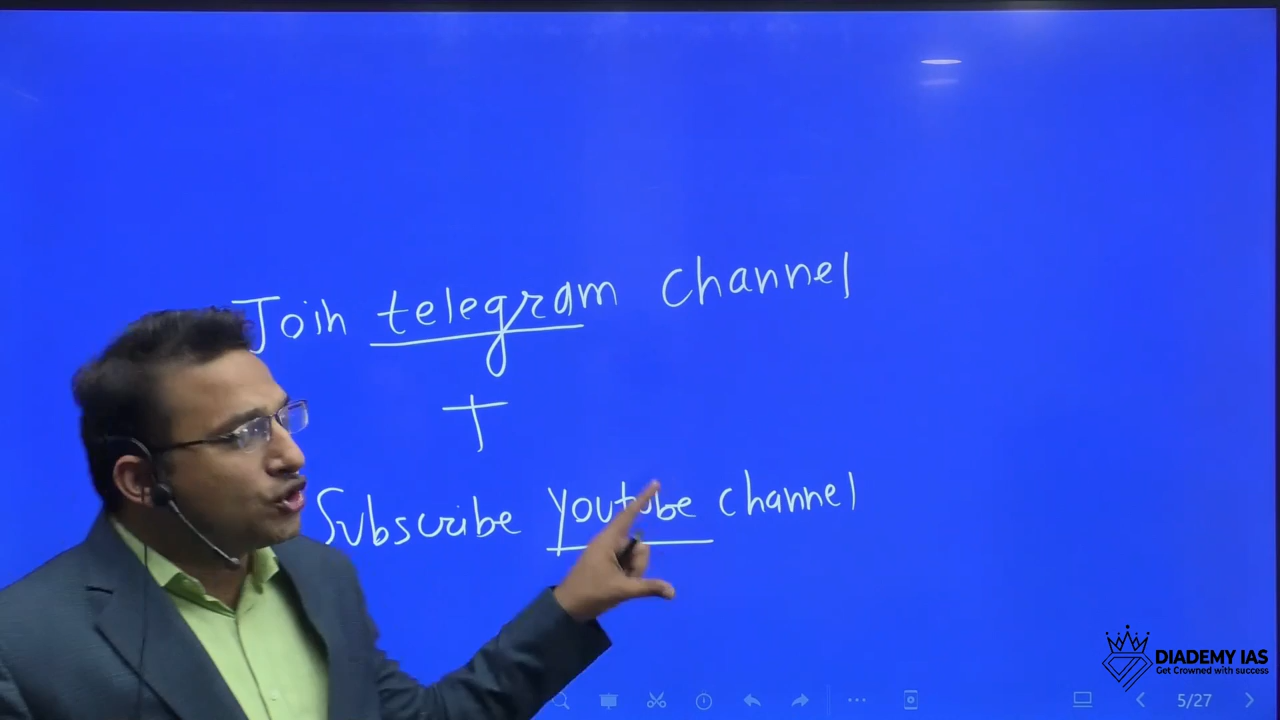 Join telegram channel
+
Subscribe Youtube channel
DIADEMY IAS
Get Crowned with success
5/27